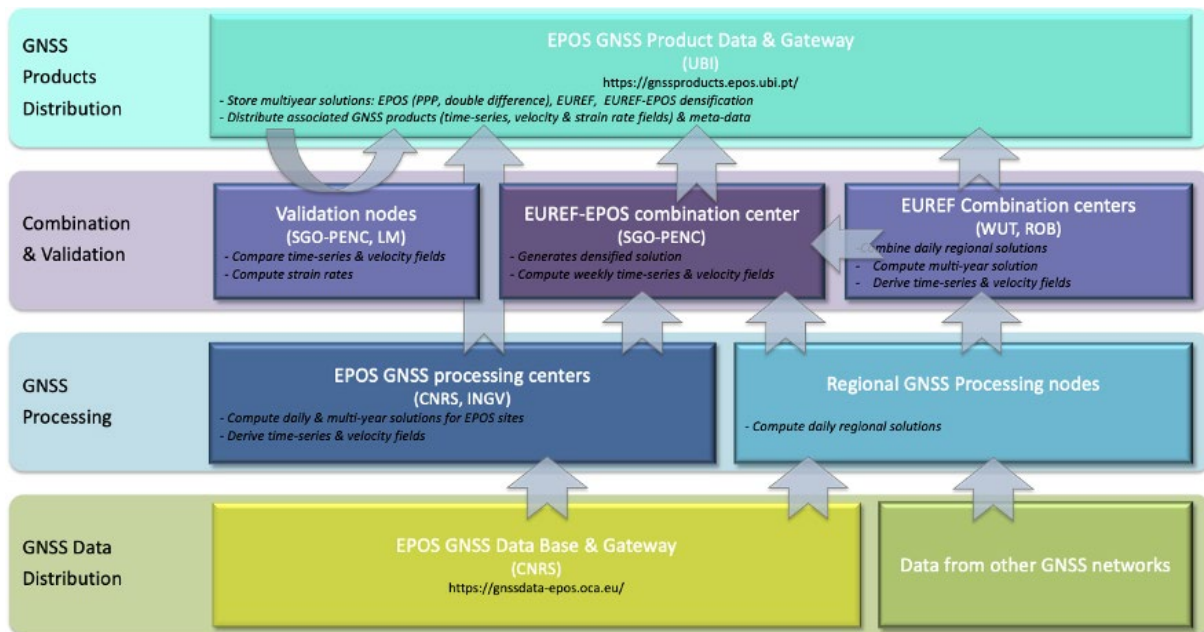 GNSS
Products
Distribution
EPOS GNSS Product Data & Gateway
(UBI)
https://gnssproducts.epos.ubi.pt/
- Store multiyear solutions: EPOS (PPP, double difference), EUREF, EUREF-EPOS densification
- Distribute associated GNSS products (time-series, velocity & strain rate fields) & meta-data
Combination
& Validation
Validation nodes
(SGO-PENC, LM)
- Compare time-series & velocity fields
- Compute strain rates
EUREF-EPOS combination center
(SGO-PENC)
- Generates densified solution
- Compute weekly time-series & velocity fields
EUREF Combination centers
(WUT, ROB)
- Combine daily regional solutions
- Compute multi-year solution
- Derive time-series & velocity fields
GNSS
Processing
EPOS GNSS processing centers
(CNRS, INGV)
- Compute daily & multi-year solutions for EPOS sites
- Derive time-series & velocity fields
Regional GNSS Processing nodes
- Compute daily regional solutions
GNSS Data
Distribution
EPOS GNSS Data Base & Gateway
(CNRS)
https://gnssdata-epos.oca.eu/
Data from other GNSS networks